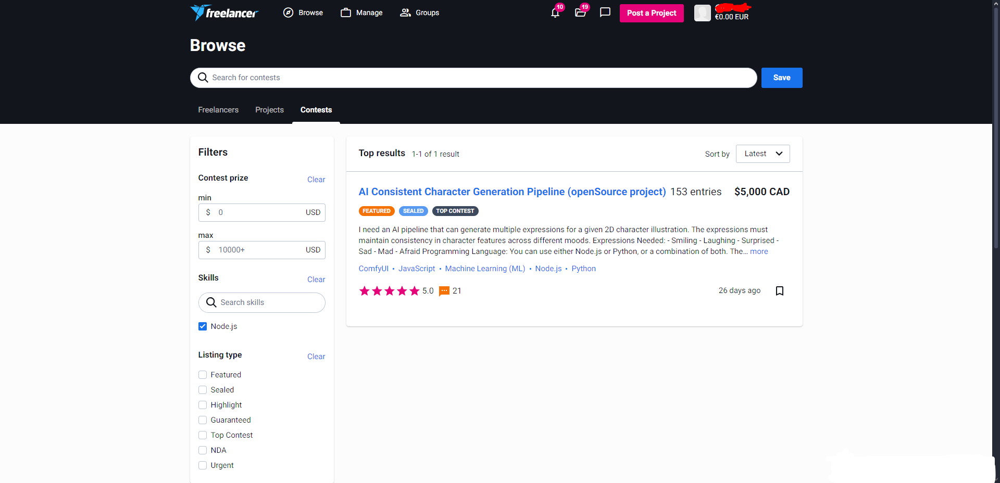 freelancer
Browse
Manage
Groups
10
19
Post a Project
€0.00 EUR
Browse
Search for contests
Save
Freelancers
Projects
Contests
Filters
Contest prize
Clear
min
$ 0 USD
max
$ 10000+ USD
Skills
Clear
Search skills
Node.js
Listing type
Clear
Featured
Sealed
Highlight
Guaranteed
Top Contest
NDA
Urgent
Top results 1-1 of 1 result
Sort by Latest
AI Consistent Character Generation Pipeline (openSource project) 153 entries $5,000 CAD
FEATURED SEALED TOP CONTEST
I need an AI pipeline that can generate multiple expressions for a given 2D character illustration. The expressions must
maintain consistency in character features across different moods. Expressions Needed: - Smiling - Laughing - Surprised -
Sad - Mad - Afraid Programming Language: You can use either Node.js or Python, or a combination of both. The... more
ComfyUI • JavaScript • Machine Learning (ML) • Node.js • Python
5.0 21
26 days ago